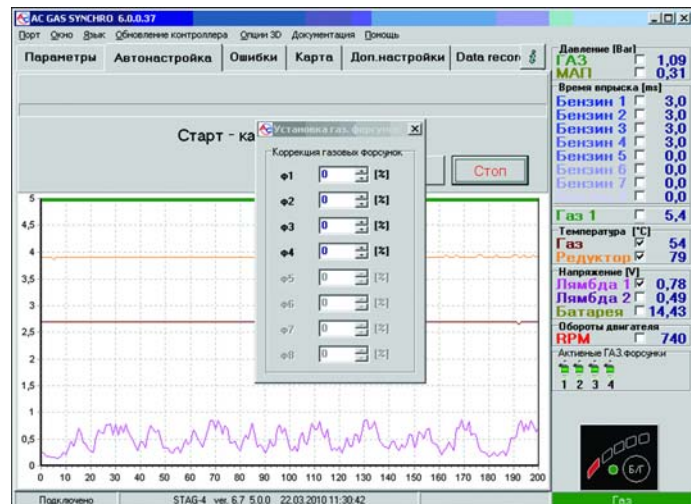 AC GAS SYNCHRO 6.0.0.37
Порт Окно Язык Обновление контроллера Опции 3D Документация Помощь
Параметры Автонастройка Ошибки Карта Доп.настройки Data recor
Старт - ка
Стоп
Установка газ. форсунок
Коррекция газовых форсунок
ф1 0 [%]
ф2 0 [%]
ф3 0 [%]
ф4 0 [%]
ф5 0 [%]
ф6 0 [%]
ф7 0 [%]
ф8 0 [%]
5
4,5
4
3,5
3
2,5
2
1,5
1
0,5
0
0 10 20 30 40 50 60 70 80 90 100 110 120 130 140 150 160 170 180 190 200
Давление [Bar]
ГАЗ 1,09
МАП 0,31
Время впрыска [ms]
Бензин 1 3,0
Бензин 2 3,0
Бензин 3 3,0
Бензин 4 3,0
Бензин 5 0,0
Бензин 6 0,0
Бензин 7 0,0
0,0
Газ 1 5,4
Температура [°C]
Газ 54
Редуктор 79
Напряжение [V]
Лямбда 1 0,78
Лямбда 2 0,49
Батарея 14,43
Обороты двигателя
RPM 740
Активные ГАЗ.форсунки
1 2 3 4
Б/Г
Подключено STAG-4 ver. 6.7 5.0.0 22.03.2010 11:30:42 Газ